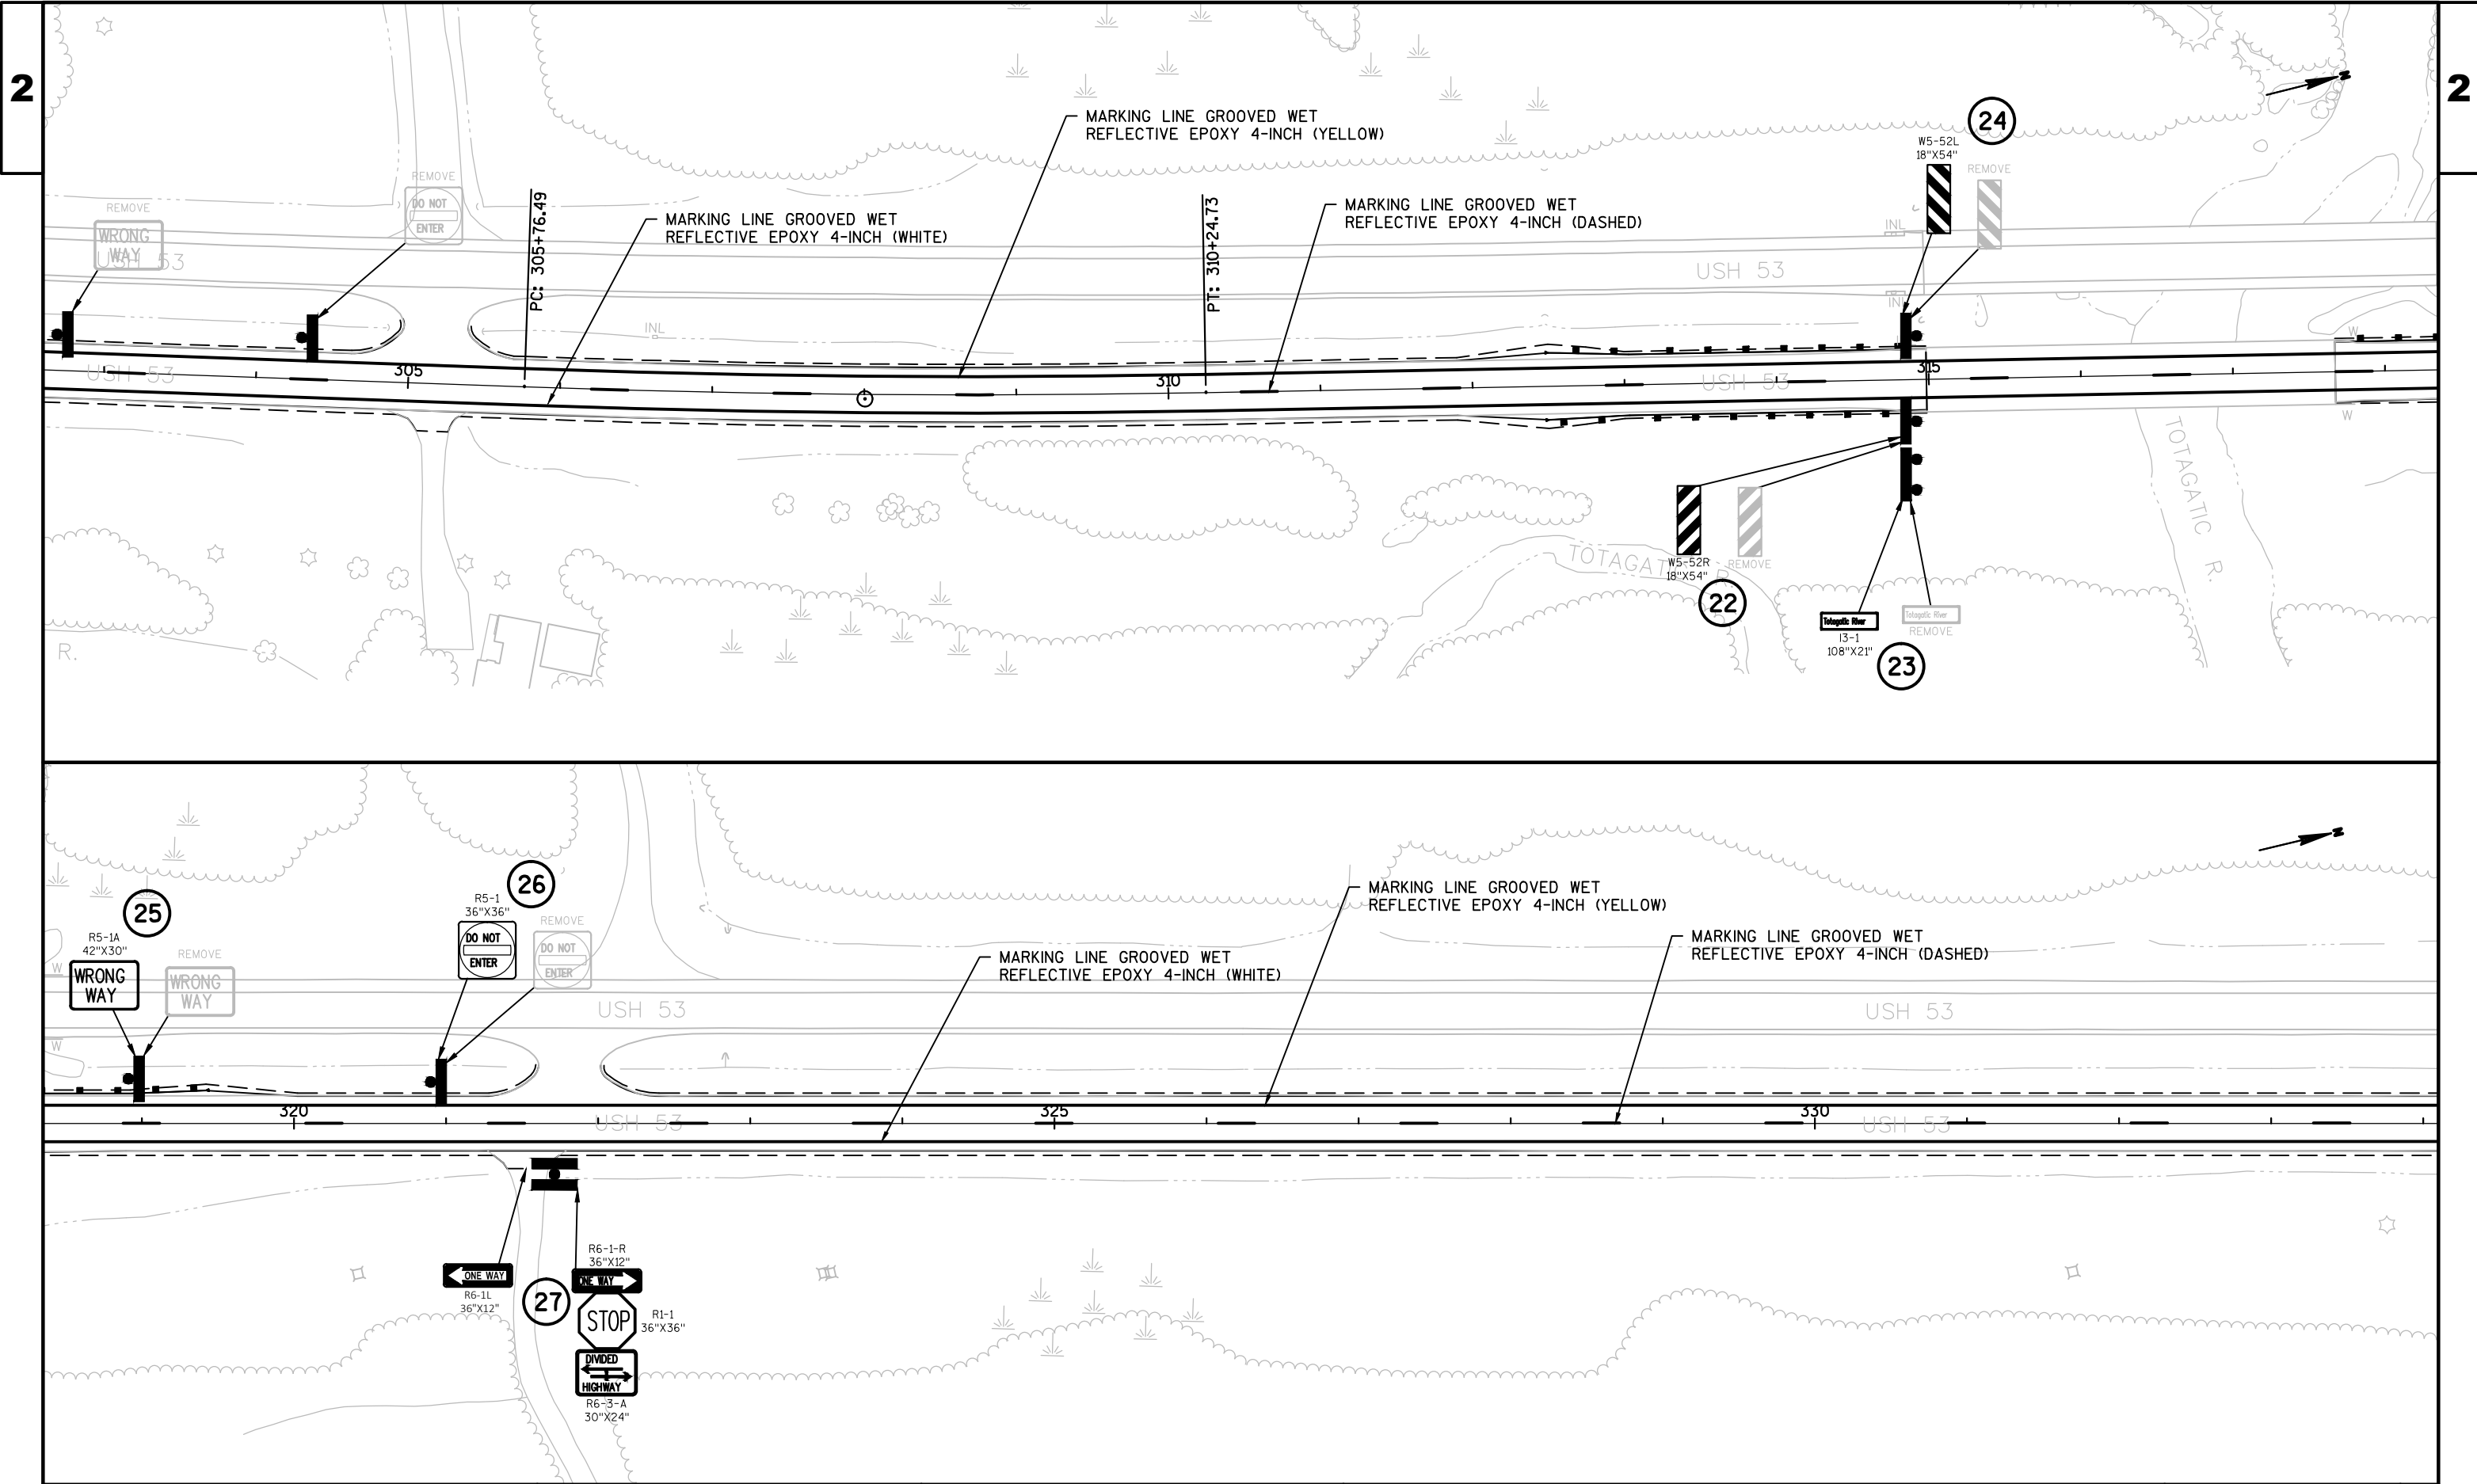 2
2
MARKING LINE GROOVED WET
REFLECTIVE EPOXY 4-INCH (YELLOW)
24
W5-52L
18"X54"
REMOVE
REMOVE
DO NOT
ENTER
REMOVE
WRONG
WAY
USH 53
MARKING LINE GROOVED WET
REFLECTIVE EPOXY 4-INCH (WHITE)
PC: 305+76.49
PT: 310+24.73
MARKING LINE GROOVED WET
REFLECTIVE EPOXY 4-INCH (DASHED)
INL
USH 53
INL
INL
W
USH 53
305
310
USH 53
315
W
TOTAGATIC R.
TOTAGATIC R.
W5-52R
18"X54"
REMOVE
22
Totagatic River
I3-1
108"X21"
Totagatic River
REMOVE
23
R.
25
R5-1A
42"X30"
WRONG
WAY
REMOVE
WRONG
WAY
26
R5-1
36"X36"
DO NOT
ENTER
REMOVE
DO NOT
ENTER
MARKING LINE GROOVED WET
REFLECTIVE EPOXY 4-INCH (YELLOW)
MARKING LINE GROOVED WET
REFLECTIVE EPOXY 4-INCH (WHITE)
MARKING LINE GROOVED WET
REFLECTIVE EPOXY 4-INCH (DASHED)
W
USH 53
USH 53
W
320
USH 53
325
330
USH 53
ONE WAY
R6-1L
36"X12"
27
R6-1-R
36"X12"
ONE WAY
STOP
R1-1
36"X36"
DIVIDED
HIGHWAY
R6-3-A
30"X24"